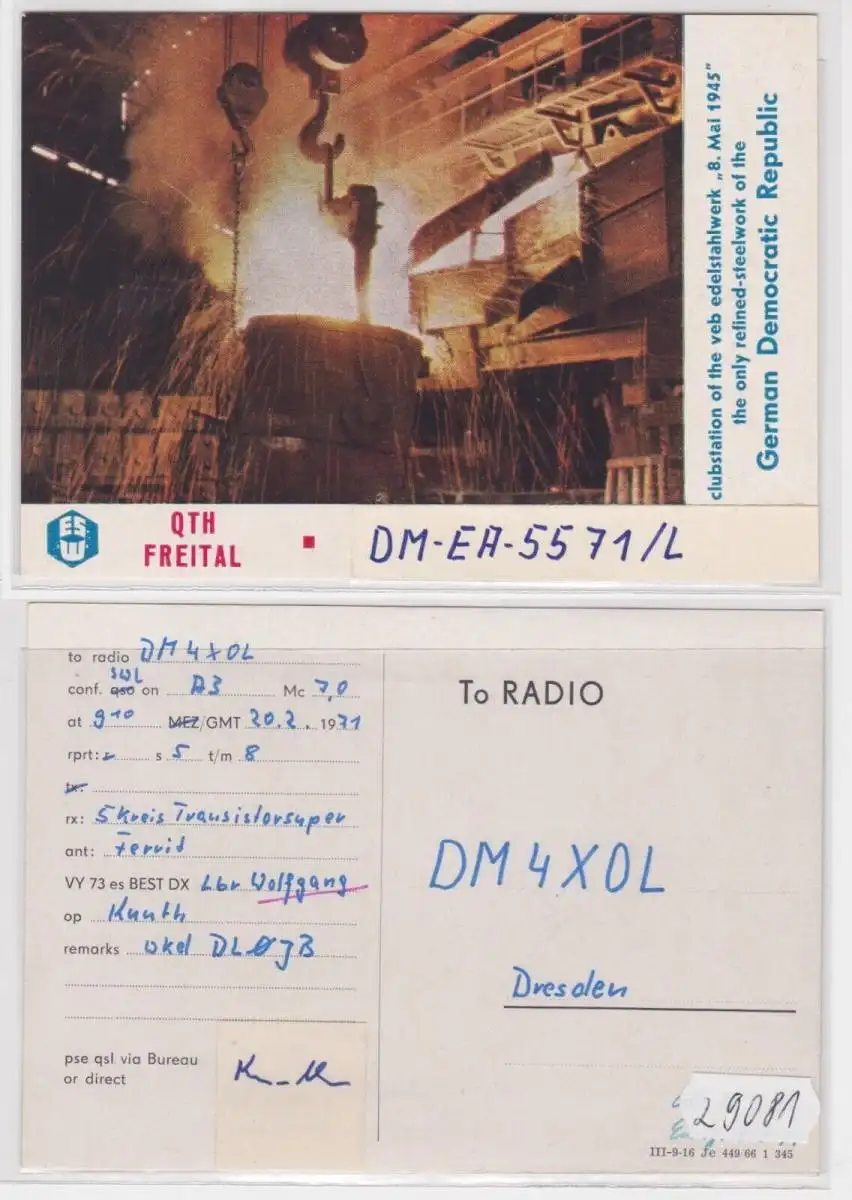 clubstation of the veb edelstahlwerk „8. Mai 1945"
the only refined-steelwork of the
German Democratic Republic
ESW
QTH
FREITAL
DM-EA-5571/L
to radio DM4XOL
SWL
conf. qso on A3 Mc 7,0
at 9¹⁰ MEZ/GMT 20.2. 1971
rprt: r s 5 t/m 8
tx:
rx: 5 Kreis Transistorsuper
ant: Ferrit
VY 73 es BEST DX Lbr Wolfgang
op Knuth
remarks wkd DLØJB
pse qsl via Bureau
or direct
To RADIO
DM4XOL
Dresden
29081
III-9-16 Je 449 66 1 345